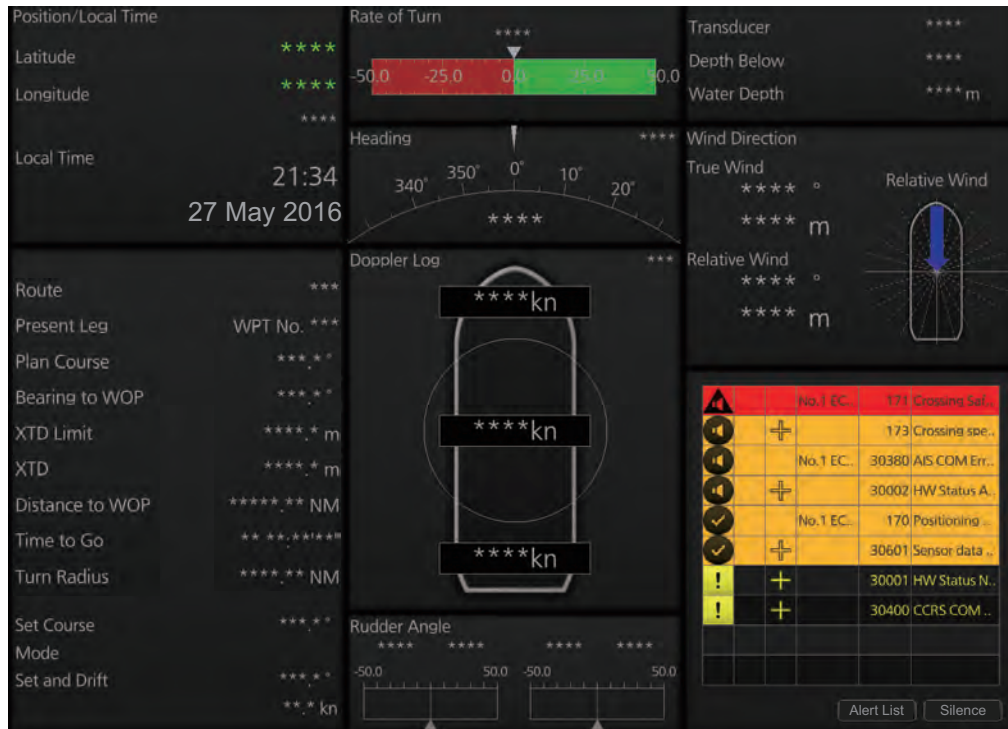 Position/Local Time
Latitude ****
Longitude ****
****
Local Time
21:34
27 May 2016
Rate of Turn
****
-50.0 -25.0 0.0 25.0 50.0
Transducer ****
Depth Below ****
Water Depth **** m
Heading ****
340° 350° 0° 10° 20°
****
Wind Direction
True Wind
**** °
**** m
Relative Wind
**** °
**** m
Relative Wind
Route ***
Present Leg WPT No. ***
Plan Course ***.* °
Bearing to WOP ***.* °
XTD Limit ****.* m
XTD ****.* m
Distance to WOP *****.** NM
Time to Go ** **:**'**"
Turn Radius ****.** NM
Set Course ***.* °
Mode
Set and Drift ***.* °
**.* kn
Doppler Log ***
****kn
****kn
****kn
Rudder Angle
**** **** **** ****
-50.0 50.0 -50.0 50.0
No.1 EC.. 171 Crossing Saf..
173 Crossing spe..
No.1 EC.. 30380 AIS COM Err..
30002 HW Status A..
No.1 EC.. 170 Positioning ..
30601 Sensor data ..
! 30001 HW Status N..
! 30400 CCRS COM ..
Alert List Silence